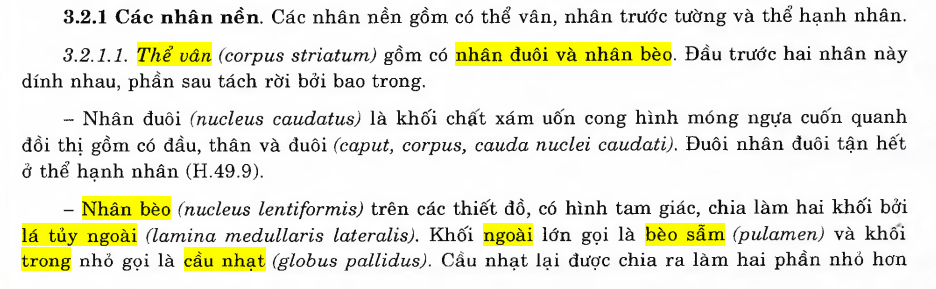 3.2.1 Các nhân nền. Các nhân nền gồm có thể vân, nhân trước tường và thể hạnh nhân.
3.2.1.1. Thể vân (corpus striatum) gồm có nhân đuôi và nhân bèo. Đầu trước hai nhân này
dính nhau, phần sau tách rời bởi bao trong.
– Nhân đuôi (nucleus caudatus) là khối chất xám uốn cong hình móng ngựa cuốn quanh
đồi thị gồm có đầu, thân và đuôi (caput, corpus, cauda nuclei caudati). Đuôi nhân đuôi tận hết
ở thể hạnh nhân (H.49.9).
– Nhân bèo (nucleus lentiformis) trên các thiết đồ, có hình tam giác, chia làm hai khối bởi
lá tủy ngoài (lamina medullaris lateralis). Khối ngoài lớn gọi là bèo sẫm (pulamen) và khối
trong nhỏ gọi là cầu nhạt (globus pallidus). Cầu nhạt lại được chia ra làm hai phần nhỏ hơn